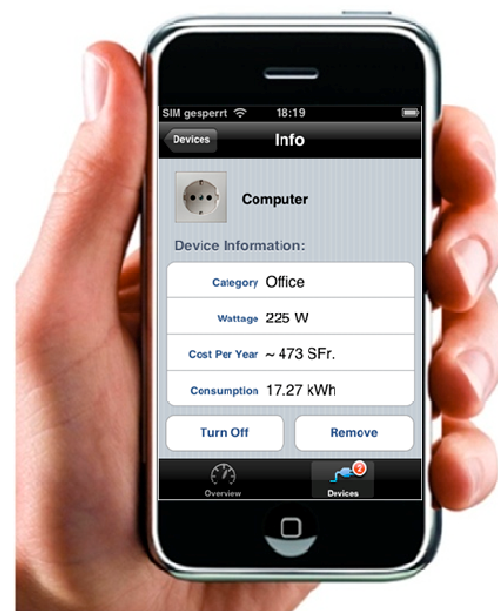 SIM gesperrt 18:19
Devices Info
Computer
Device Information:
Category Office
Wattage 225 W
Cost Per Year ~ 473 SFr.
Consumption 17.27 kWh
Turn Off Remove
Overview Devices